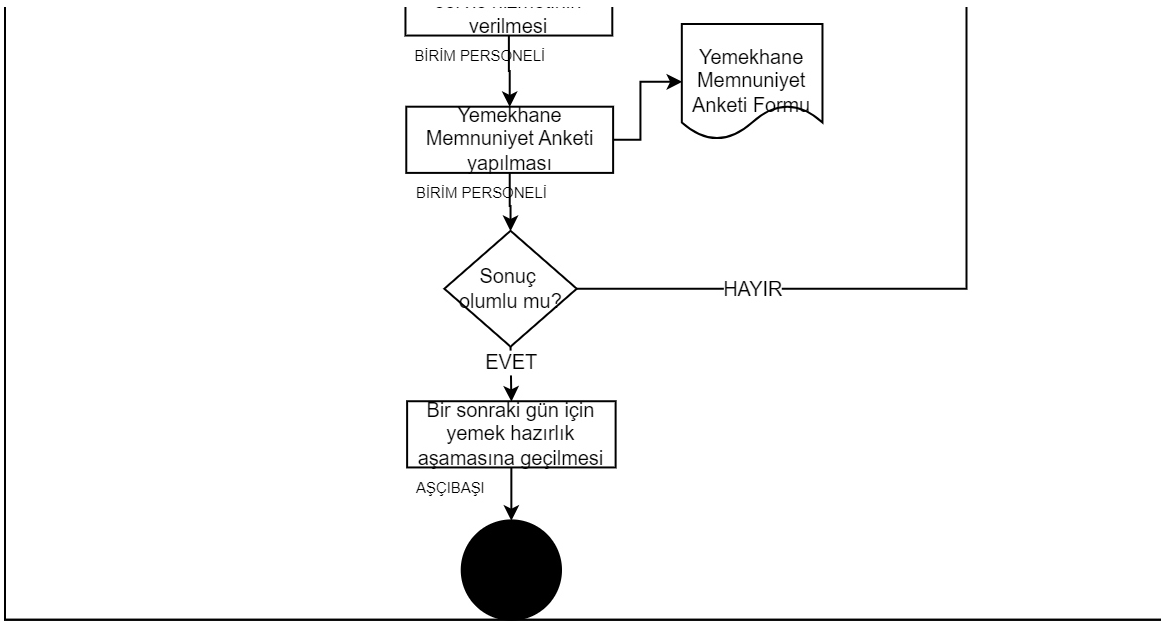 verilmesi
BİRİM PERSONELİ
Yemekhane
Memnuniyet
Anketi Formu
Yemekhane
Memnuniyet Anketi
yapılması
BİRİM PERSONELİ
Sonuç
olumlu mu?
HAYIR
EVET
Bir sonraki gün için
yemek hazırlık
aşamasına geçilmesi
AŞÇIBAŞI